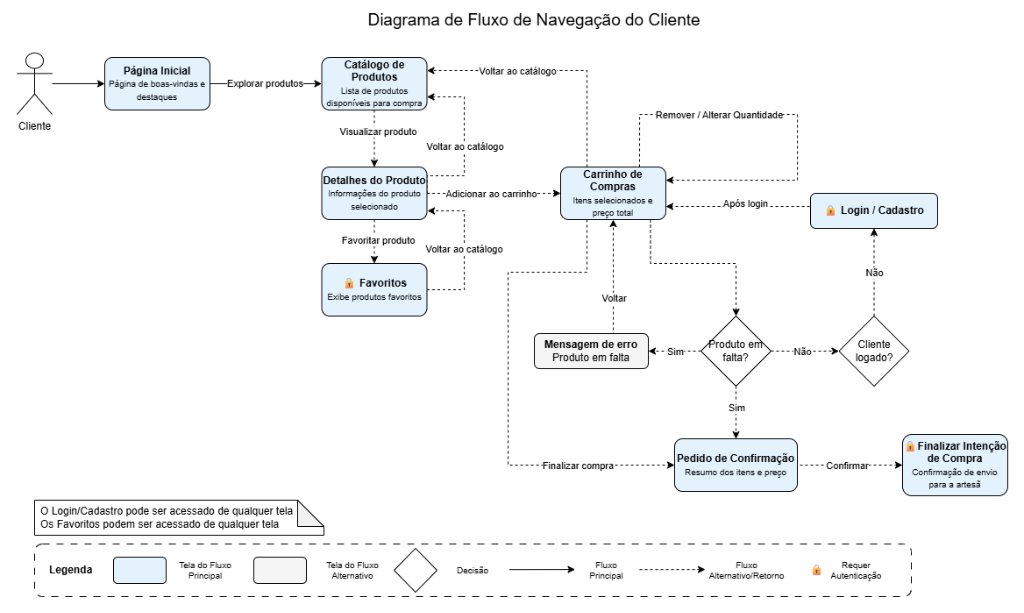 Diagrama de Fluxo de Navegação do Cliente
Cliente
Página Inicial
Página de boas-vindas e
destaques
Explorar produtos
Catálogo de
Produtos
Lista de produtos
disponíveis para compra
Voltar ao catálogo
Visualizar produto
Voltar ao catálogo
Remover / Alterar Quantidade
Detalhes do Produto
Informações do produto
selecionado
Adicionar ao carrinho
Carrinho de
Compras
Itens selecionados e
preço total
Após login
🔒 Login / Cadastro
Favoritar produto
Voltar ao catálogo
🔒 Favoritos
Exibe produtos favoritos
Voltar
Não
Mensagem de erro
Produto em falta
Sim
Produto em
falta?
Não
Cliente
logado?
Sim
Finalizar compra
Pedido de Confirmação
Resumo dos itens e preço
Confirmar
🔒 Finalizar Intenção
de Compra
Confirmação de envio
para a artesã
O Login/Cadastro pode ser acessado de qualquer tela
Os Favoritos podem ser acessado de qualquer tela
Legenda
Tela do Fluxo
Principal
Tela do Fluxo
Alternativo
Decisão
Fluxo
Principal
Fluxo
Alternativo/Retorno
🔒
Requer
Autenticação